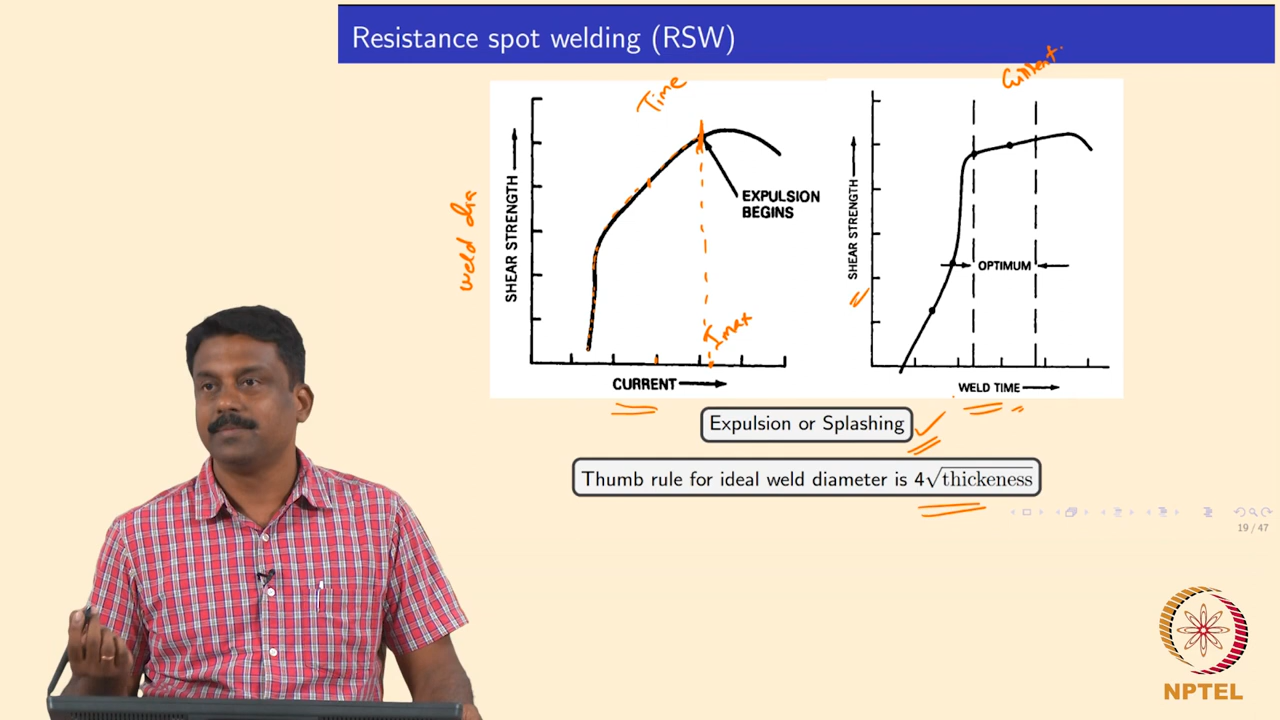 Resistance spot welding (RSW)
Time
Current
weld dia
SHEAR STRENGTH
EXPULSION
BEGINS
Imax
CURRENT
SHEAR STRENGTH
OPTIMUM
WELD TIME
Expulsion or Splashing
Thumb rule for ideal weld diameter is 4√thickeness
19 / 47
NPTEL